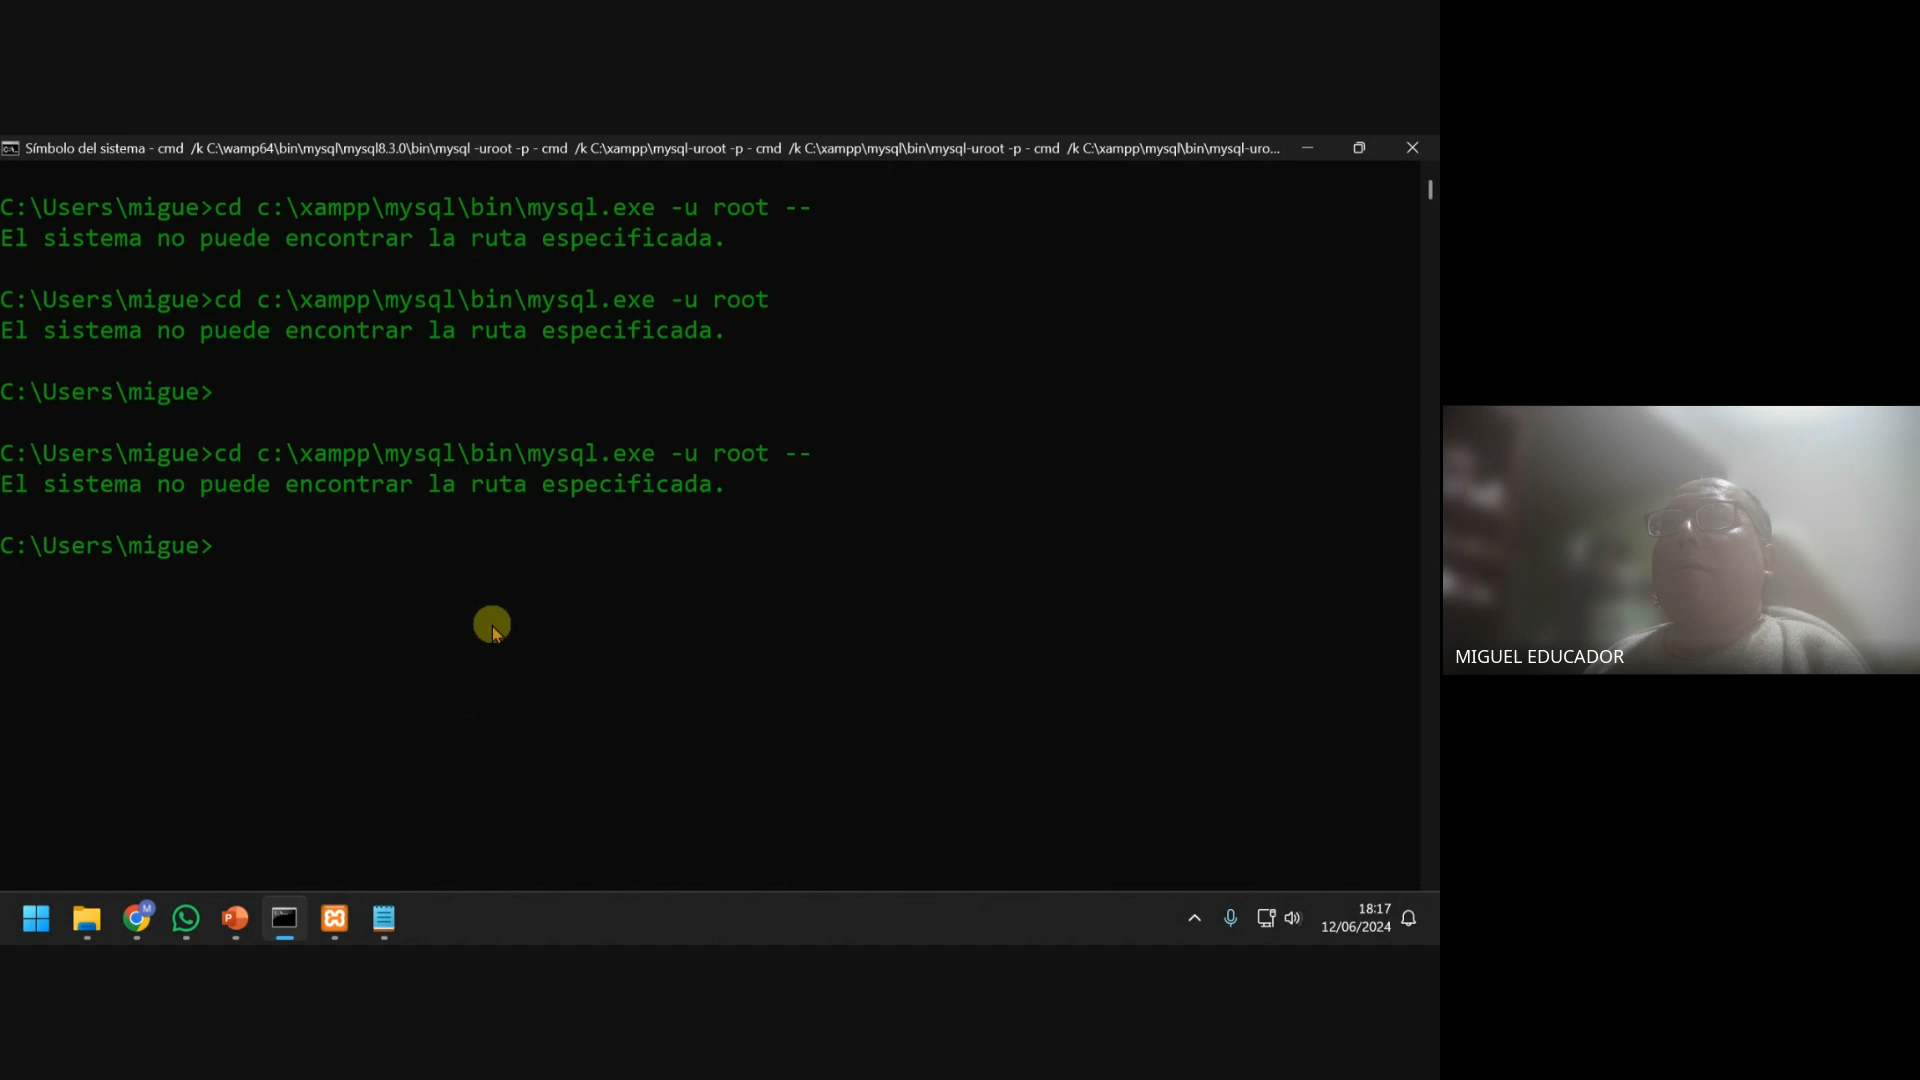 Símbolo del sistema - cmd /k C:\wamp64\bin\mysql\mysql8.3.0\bin\mysql -uroot -p - cmd /k C:\xampp\mysql-uroot -p - cmd /k C:\xampp\mysql\bin\mysql-uroot -p - cmd /k C:\xampp\mysql\bin\mysql-uro...
C:\Users\migue>cd c:\xampp\mysql\bin\mysql.exe -u root --
El sistema no puede encontrar la ruta especificada.
C:\Users\migue>cd c:\xampp\mysql\bin\mysql.exe -u root
El sistema no puede encontrar la ruta especificada.
C:\Users\migue>
C:\Users\migue>cd c:\xampp\mysql\bin\mysql.exe -u root --
El sistema no puede encontrar la ruta especificada.
C:\Users\migue>
MIGUEL EDUCADOR
18:17
12/06/2024